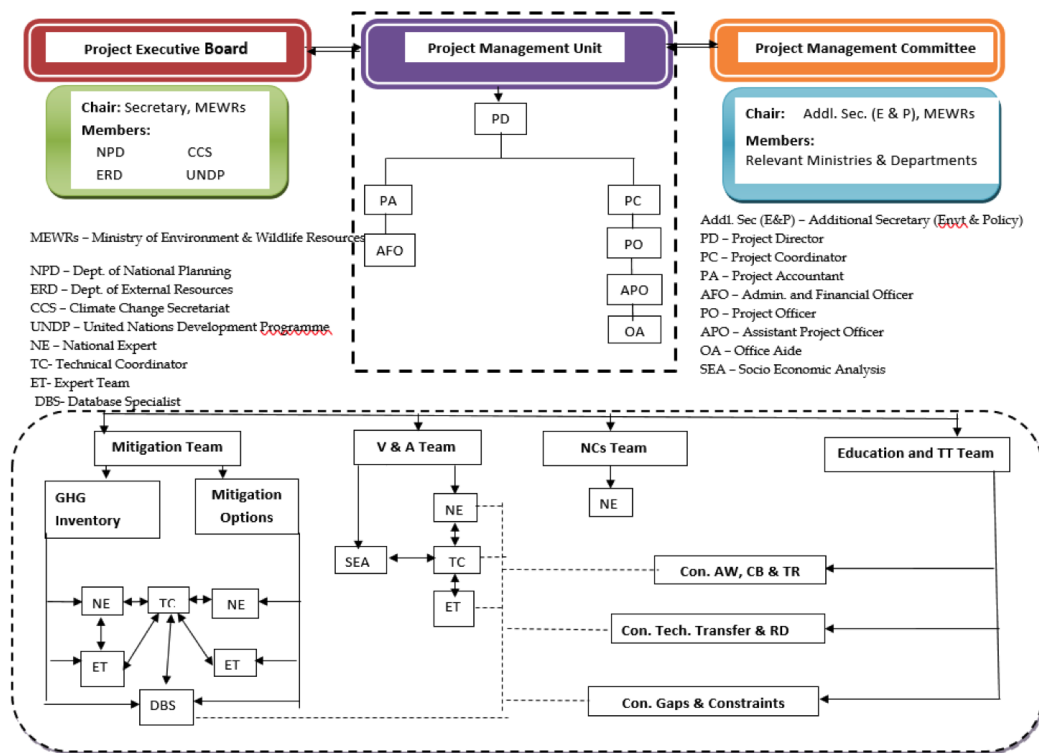 Project Executive Board
Project Management Unit
Project Management Committee
Chair: Secretary, MEWRs
Members:
NPD CCS
ERD UNDP
PD
PA
AFO
PC
PO
APO
OA
Chair: Addl. Sec. (E & P), MEWRs
Members:
Relevant Ministries & Departments
MEWRs – Ministry of Environment & Wildlife Resources
NPD – Dept. of National Planning
ERD – Dept. of External Resources
CCS – Climate Change Secretariat
UNDP – United Nations Development Programme
NE – National Expert
TC- Technical Coordinator
ET- Expert Team
DBS- Database Specialist
Addl. Sec (E&P) – Additional Secretary (Envt & Policy)
PD – Project Director
PC – Project Coordinator
PA – Project Accountant
AFO – Admin. and Financial Officer
PO – Project Officer
APO – Assistant Project Officer
OA – Office Aide
SEA – Socio Economic Analysis
Mitigation Team
V & A Team
NCs Team
Education and TT Team
GHG
Inventory
Mitigation
Options
NE
TC
NE
ET
ET
DBS
NE
SEA
TC
ET
NE
Con. AW, CB & TR
Con. Tech. Transfer & RD
Con. Gaps & Constraints